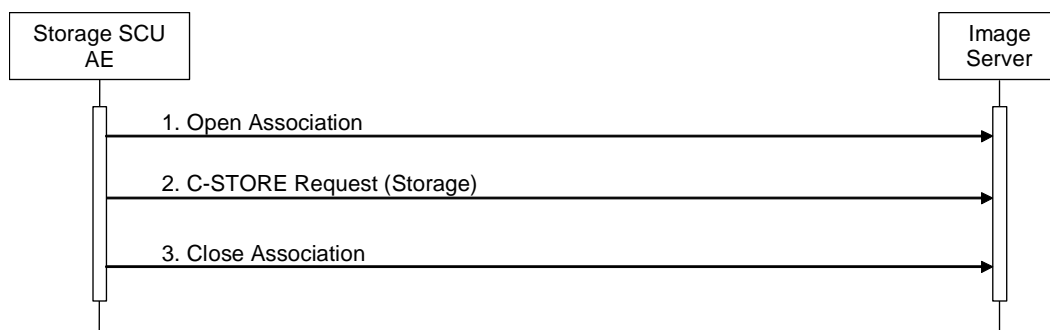 Storage SCU
AE
Image
Server
1. Open Association
2. C-STORE Request (Storage)
3. Close Association